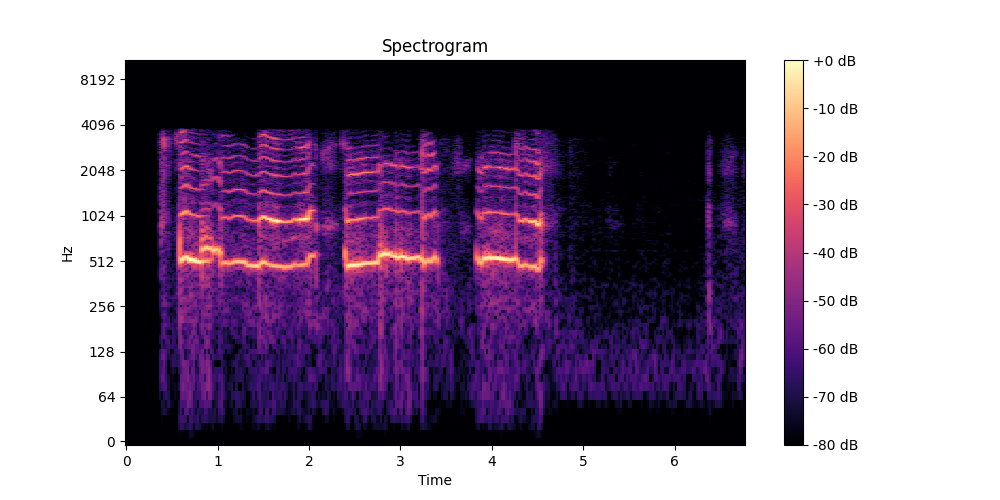 Spectrogram
8192
4096
2048
1024
512
256
128
64
0
Hz
0 1 2 3 4 5 6
Time
+0 dB
-10 dB
-20 dB
-30 dB
-40 dB
-50 dB
-60 dB
-70 dB
-80 dB